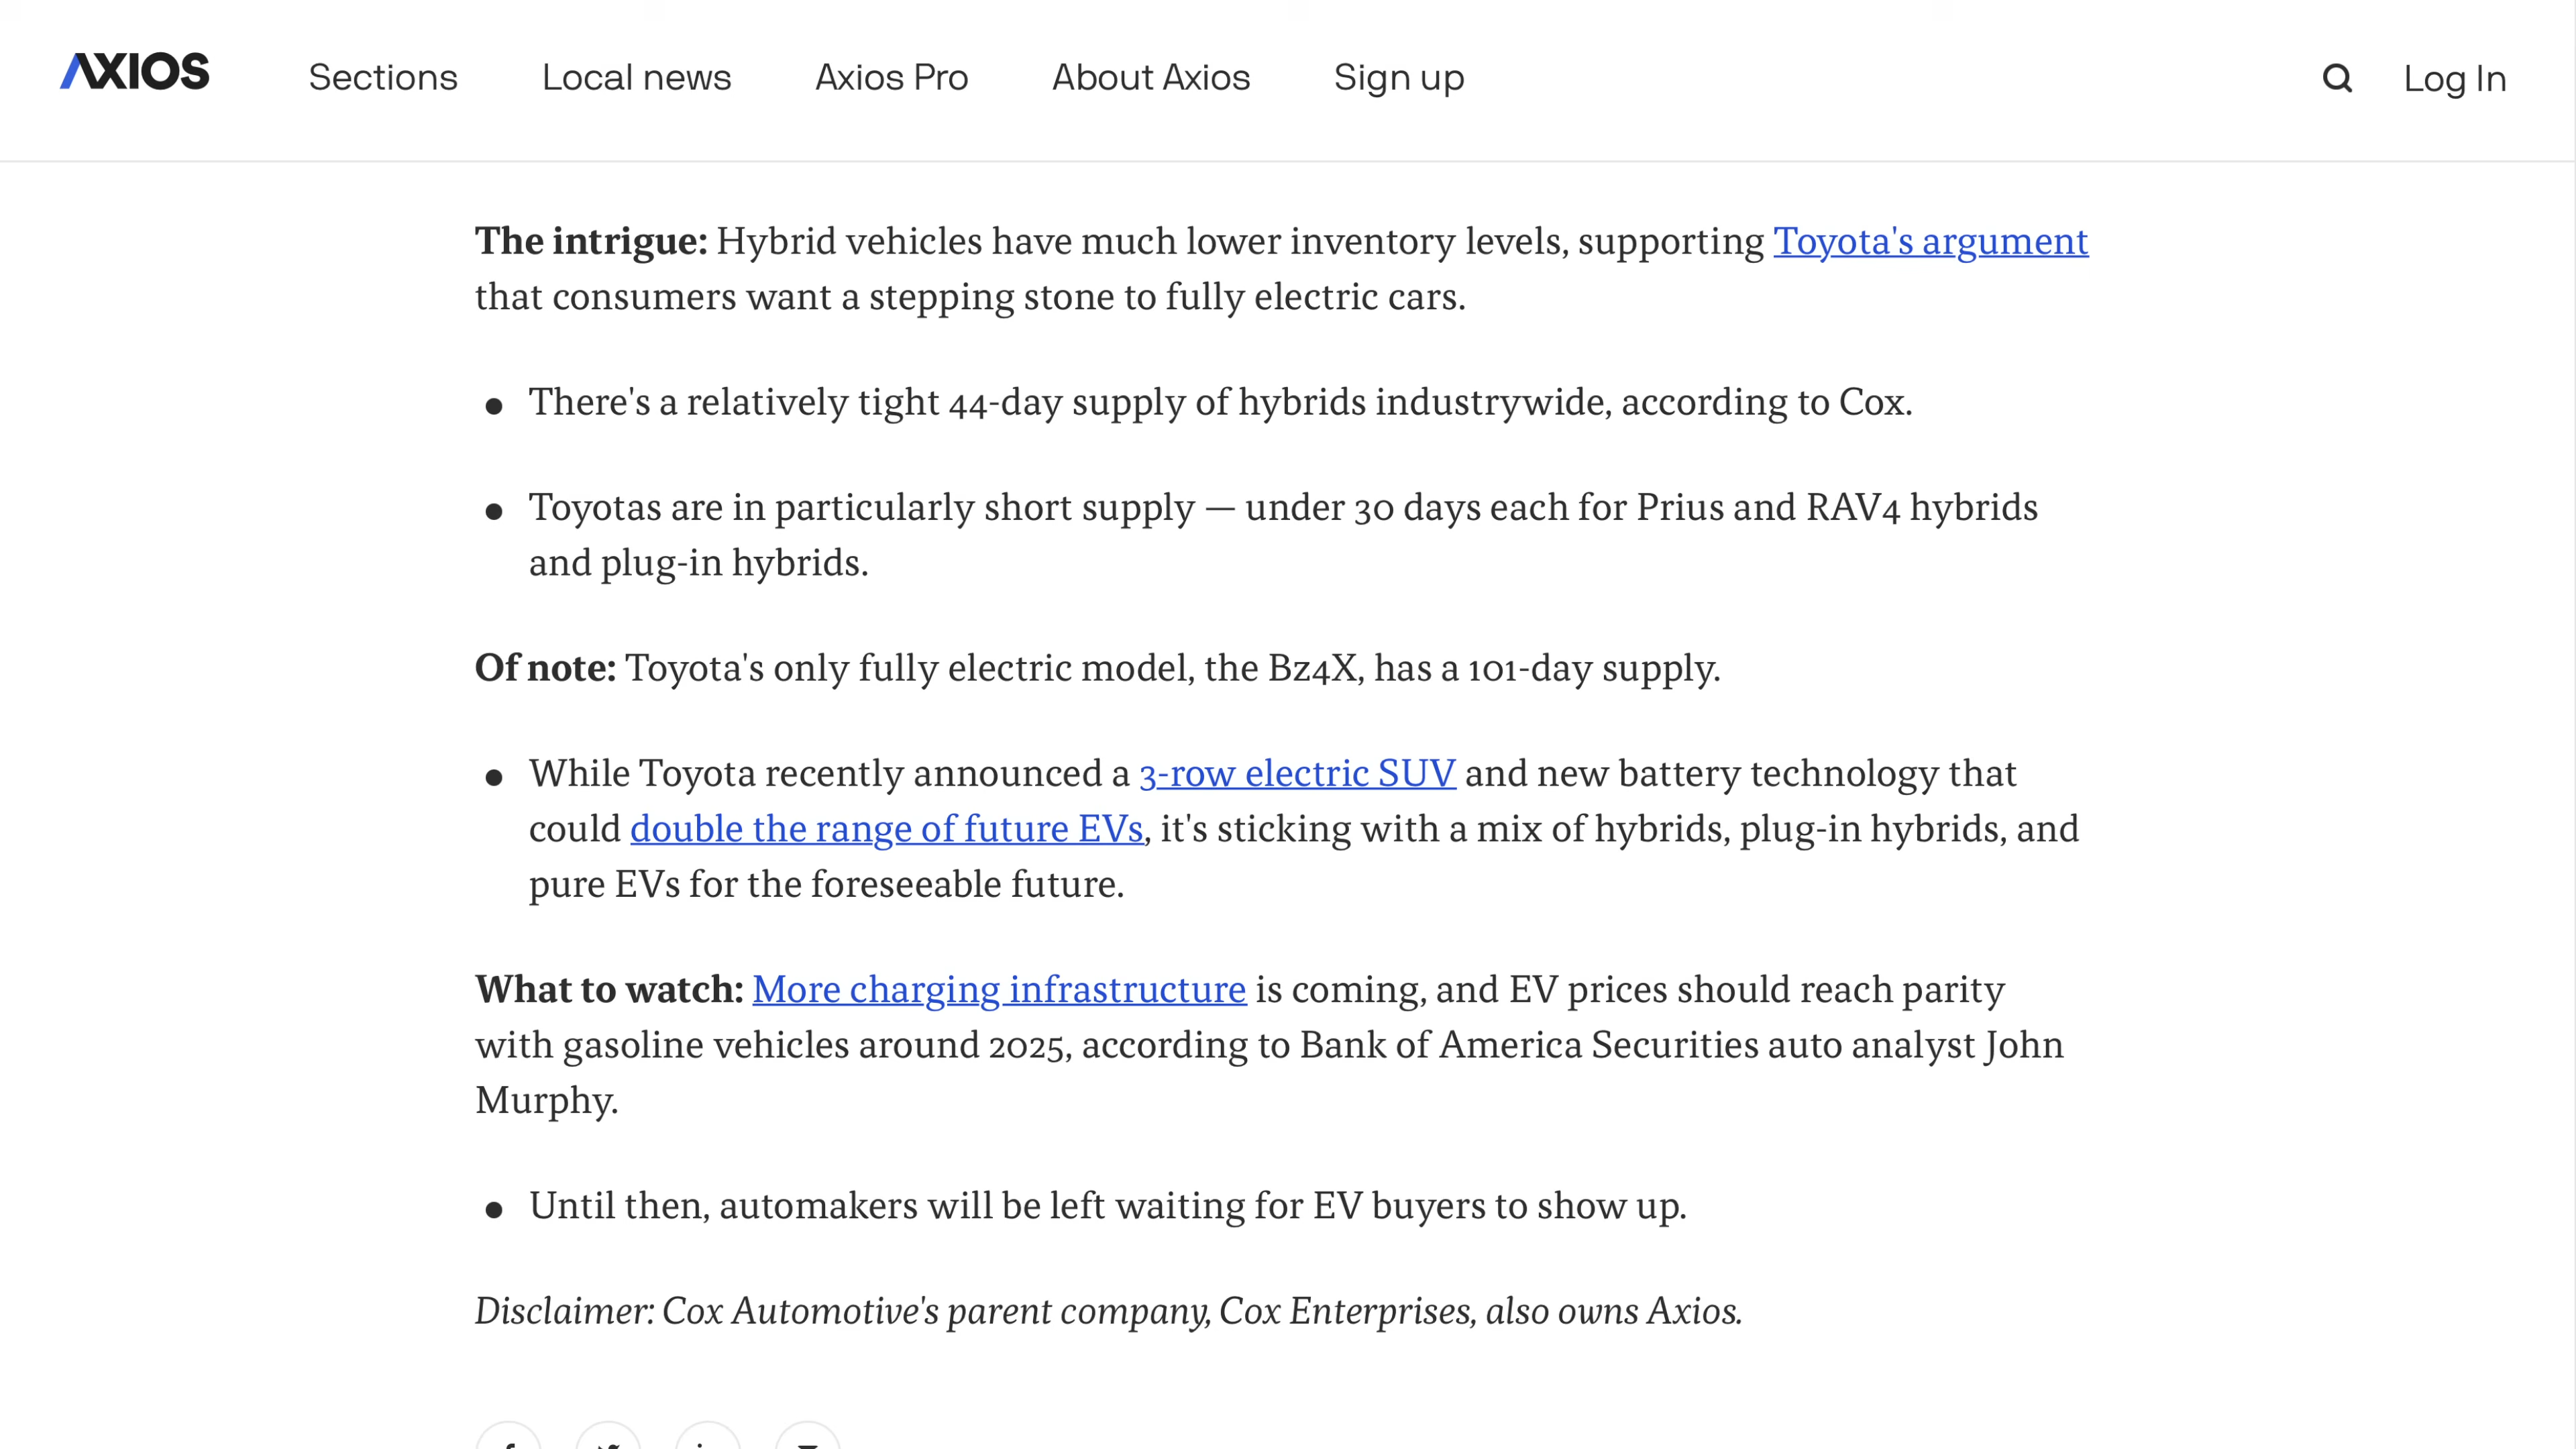 AXIOS Sections Local news Axios Pro About Axios Sign up Log In
The intrigue: Hybrid vehicles have much lower inventory levels, supporting Toyota's argument
that consumers want a stepping stone to fully electric cars.
• There's a relatively tight 44-day supply of hybrids industrywide, according to Cox.
• Toyotas are in particularly short supply — under 30 days each for Prius and RAV4 hybrids
and plug-in hybrids.
Of note: Toyota's only fully electric model, the Bz4X, has a 101-day supply.
• While Toyota recently announced a 3-row electric SUV and new battery technology that
could double the range of future EVs, it's sticking with a mix of hybrids, plug-in hybrids, and
pure EVs for the foreseeable future.
What to watch: More charging infrastructure is coming, and EV prices should reach parity
with gasoline vehicles around 2025, according to Bank of America Securities auto analyst John
Murphy.
• Until then, automakers will be left waiting for EV buyers to show up.
Disclaimer: Cox Automotive's parent company, Cox Enterprises, also owns Axios.